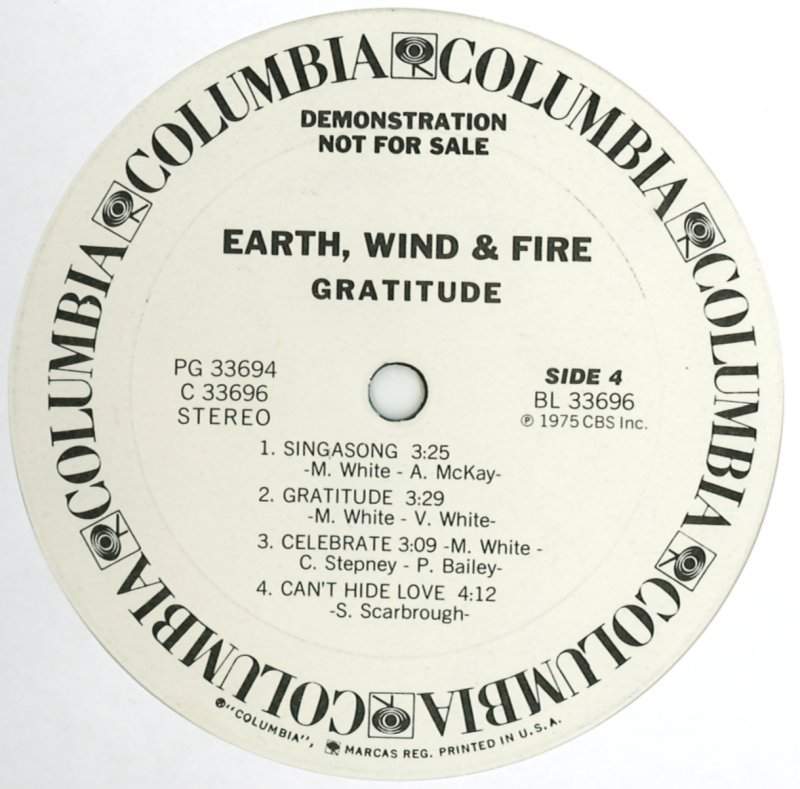 COLUMBIA COLUMBIA COLUMBIA COLUMBIA COLUMBIA COLUMBIA COLUMBIA COLUMBIA
DEMONSTRATION
NOT FOR SALE
EARTH, WIND & FIRE
GRATITUDE
PG 33694
C 33696
STEREO
SIDE 4
BL 33696
℗ 1975 CBS Inc.
1. SINGASONG 3:25
-M. White - A. McKay-
2. GRATITUDE 3:29
-M. White - V. White-
3. CELEBRATE 3:09 -M. White -
C. Stepney - P. Bailey-
4. CAN'T HIDE LOVE 4:12
-S. Scarbrough-
®"COLUMBIA", MARCAS REG. PRINTED IN U.S.A.